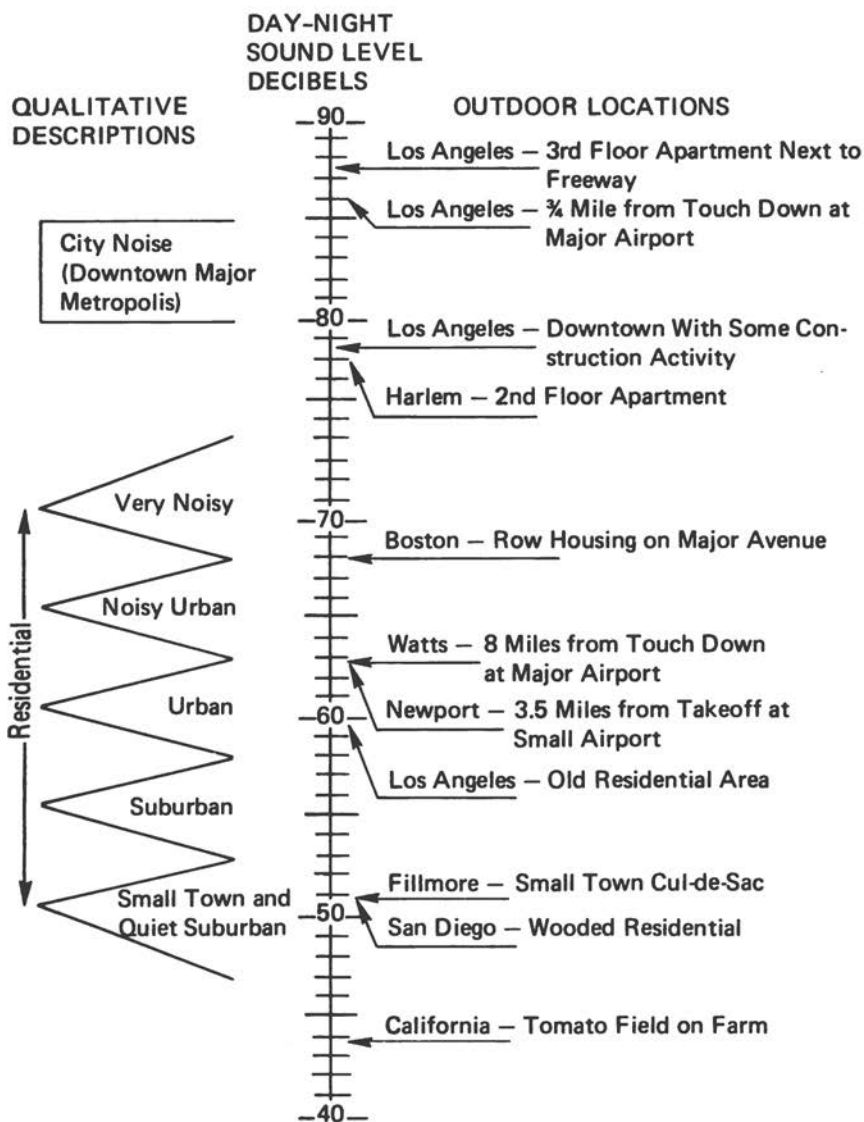 DAY–NIGHT
SOUND LEVEL
DECIBELS
QUALITATIVE
DESCRIPTIONS
OUTDOOR LOCATIONS
90
Los Angeles — 3rd Floor Apartment Next to
Freeway
Los Angeles — ¾ Mile from Touch Down at
Major Airport
City Noise
(Downtown Major
Metropolis)
80
Los Angeles — Downtown With Some Con-
struction Activity
Harlem — 2nd Floor Apartment
Very Noisy
70
Boston — Row Housing on Major Avenue
Noisy Urban
Watts — 8 Miles from Touch Down
at Major Airport
Residential
Urban
60
Newport — 3.5 Miles from Takeoff at
Small Airport
Los Angeles — Old Residential Area
Suburban
Small Town and
Quiet Suburban
50
Fillmore — Small Town Cul-de-Sac
San Diego — Wooded Residential
California — Tomato Field on Farm
40